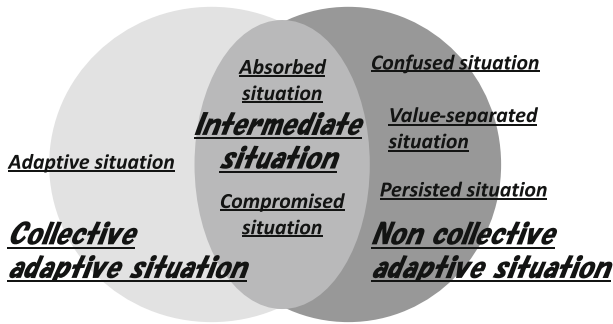 Absorbed
situation
Intermediate
situation
Compromised
situation
Adaptive situation
Collective
adaptive situation
Confused situation
Value-separated
situation
Persisted situation
Non collective
adaptive situation